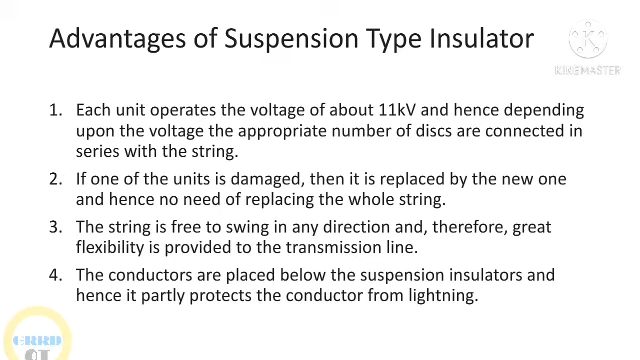 Advantages of Suspension Type Insulator
K
KINEMASTER
1. Each unit operates the voltage of about 11kV and hence depending
upon the voltage the appropriate number of discs are connected in
series with the string.
2. If one of the units is damaged, then it is replaced by the new one
and hence no need of replacing the whole string.
3. The string is free to swing in any direction and, therefore, great
flexibility is provided to the transmission line.
4. The conductors are placed below the suspension insulators and
hence it partly protects the conductor from lightning.